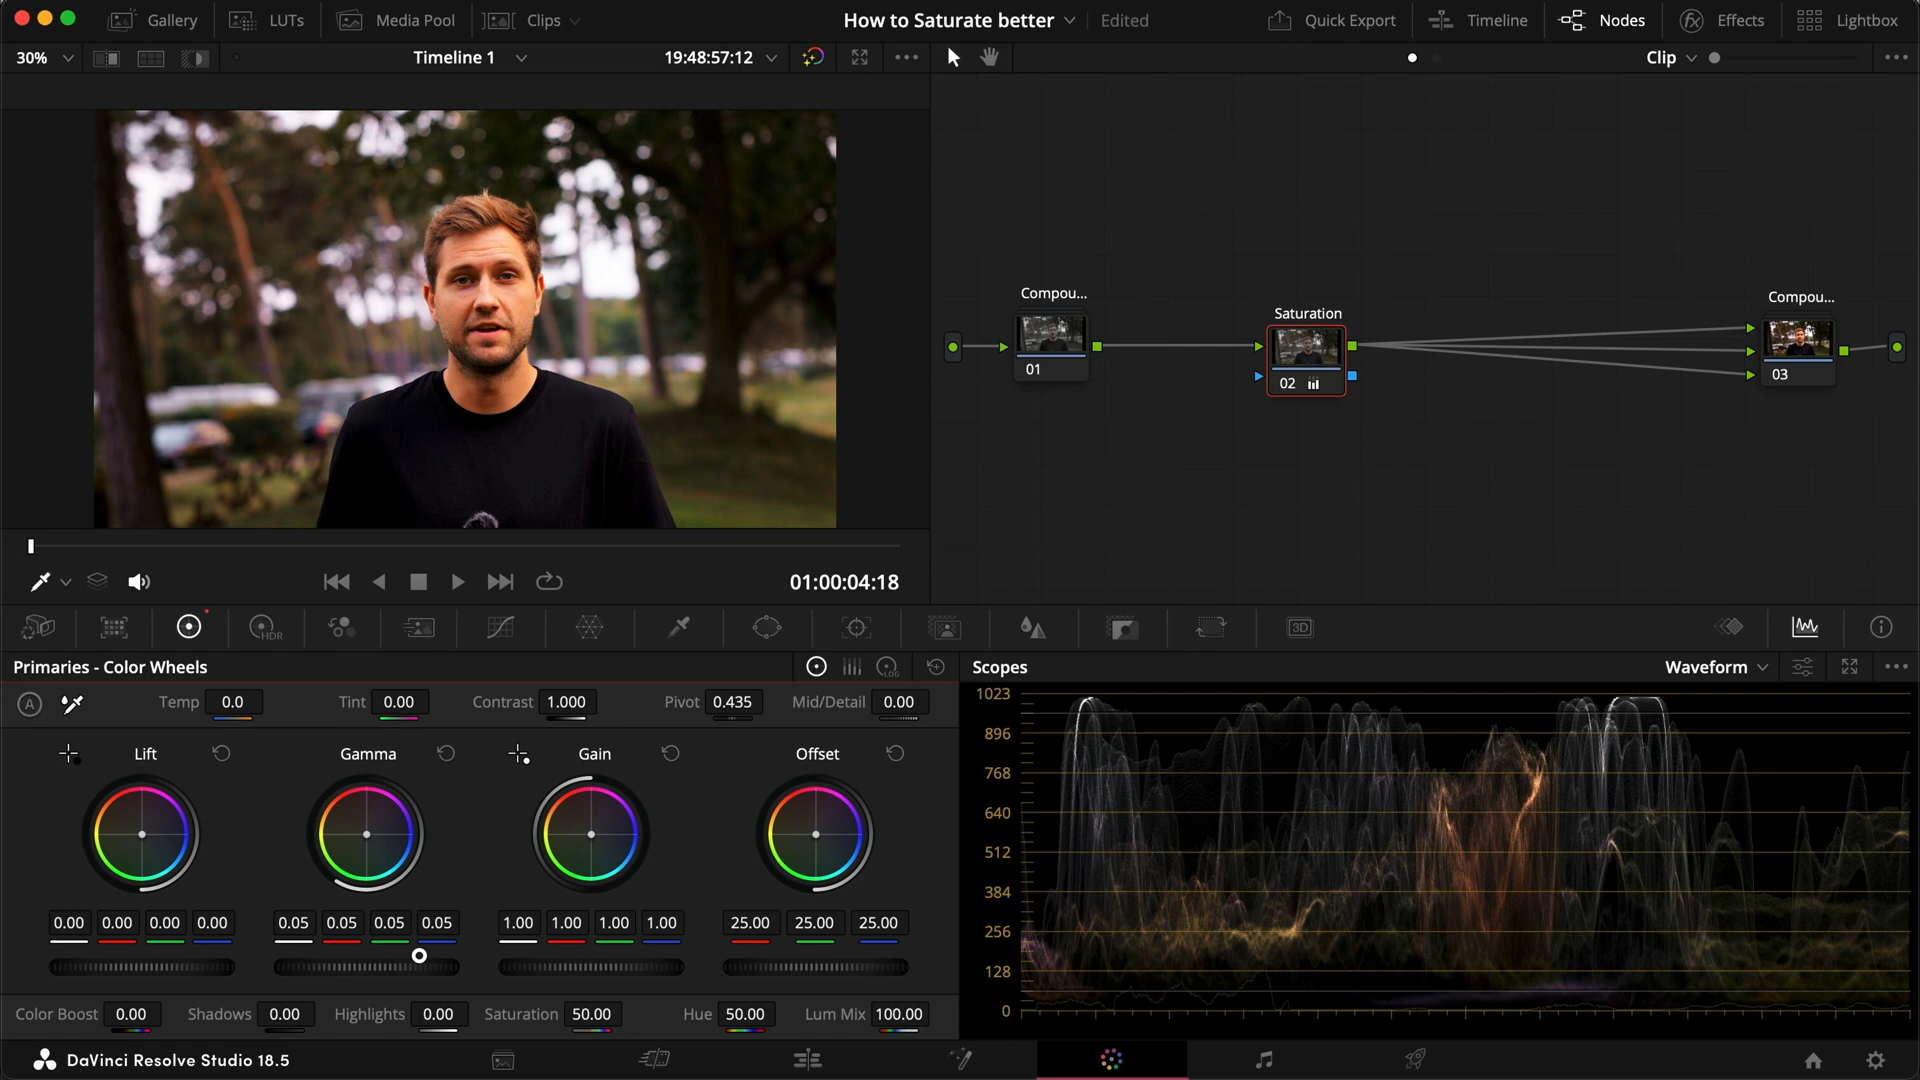 Gallery LUTs Media Pool Clips How to Saturate better Edited Quick Export Timeline Nodes Effects Lightbox
30% Timeline 1 19:48:57:12 Clip
Compou...
01
Saturation
02
Compou...
03
01:00:04:18
HDR 3D
Primaries - Color Wheels LOG
A Temp 0.0 Tint 0.00 Contrast 1.000 Pivot 0.435 Mid/Detail 0.00
Lift Gamma Gain Offset
0.00 0.00 0.00 0.00 0.05 0.05 0.05 0.05 1.00 1.00 1.00 1.00 25.00 25.00 25.00
Color Boost 0.00 Shadows 0.00 Highlights 0.00 Saturation 50.00 Hue 50.00 Lum Mix 100.00
Scopes Waveform
1023
896
768
640
512
384
256
128
0
DaVinci Resolve Studio 18.5